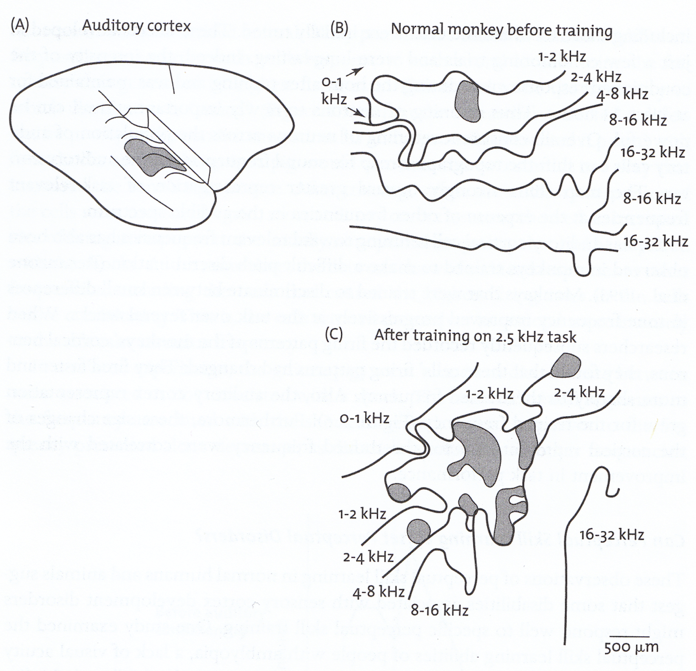 (A)
Auditory cortex
(B)
Normal monkey before training
0-1
kHz
1-2 kHz
2-4 kHz
4-8 kHz
8-16 kHz
16-32 kHz
8-16 kHz
16-32 kHz
(C)
After training on 2.5 kHz task
1-2 kHz
2-4 kHz
0-1 kHz
1-2 kHz
2-4 kHz
4-8 kHz
8-16 kHz
16-32 kHz
500 μm